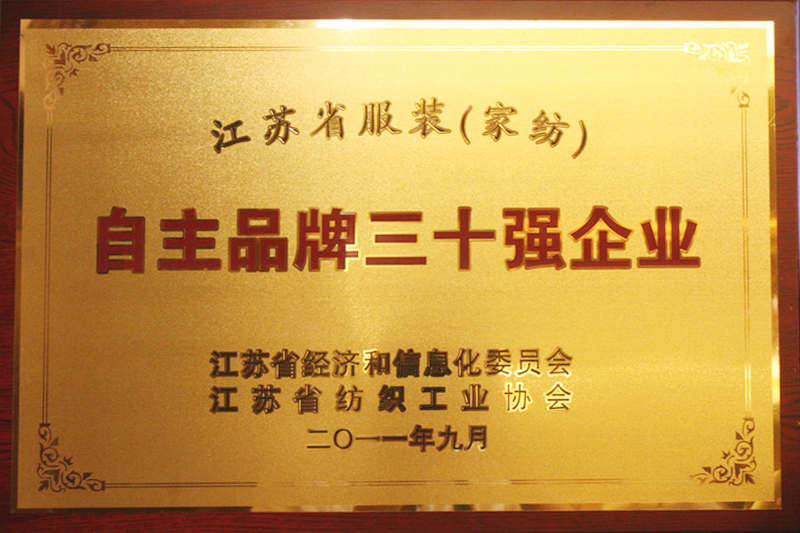 江苏省服装(家纺)
自主品牌三十强企业
江苏省经济和信息化委员会
江苏省纺织工业协会
二〇一一年九月